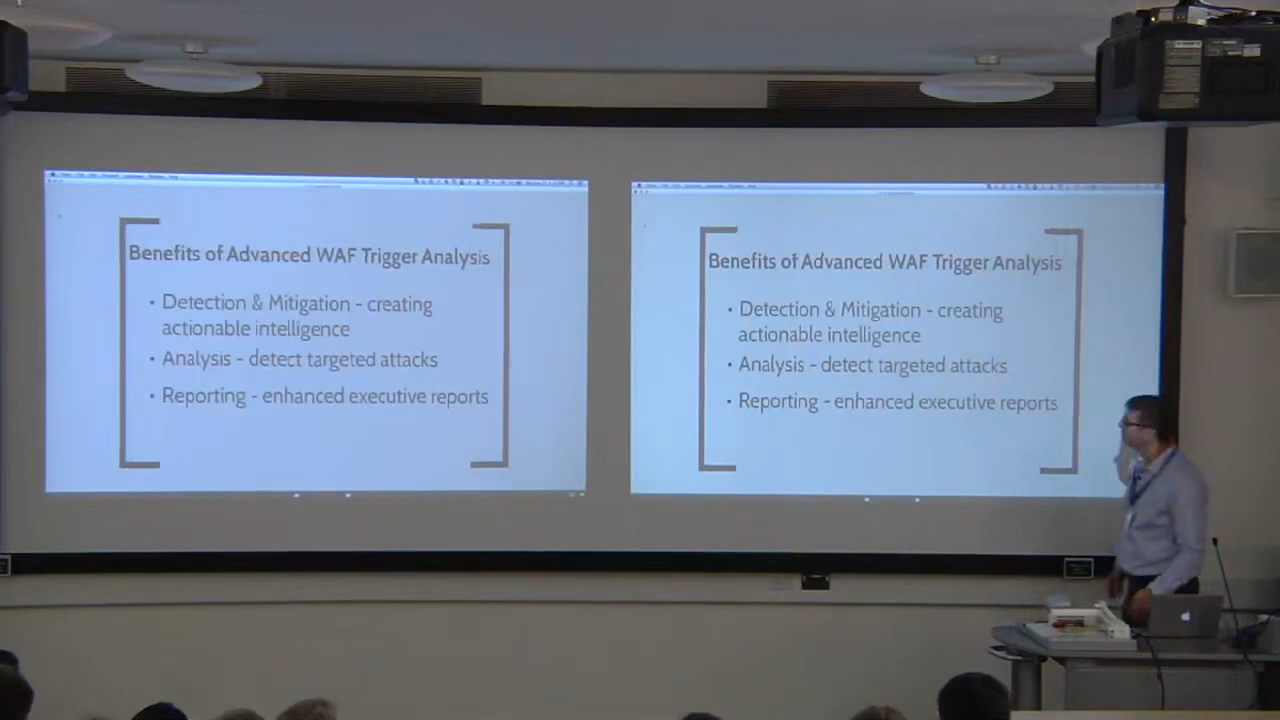 Benefits of Advanced WAF Trigger Analysis
• Detection & Mitigation - creating
actionable intelligence
• Analysis - detect targeted attacks
• Reporting - enhanced executive reports
Benefits of Advanced WAF Trigger Analysis
• Detection & Mitigation - creating
actionable intelligence
• Analysis - detect targeted attacks
• Reporting - enhanced executive reports